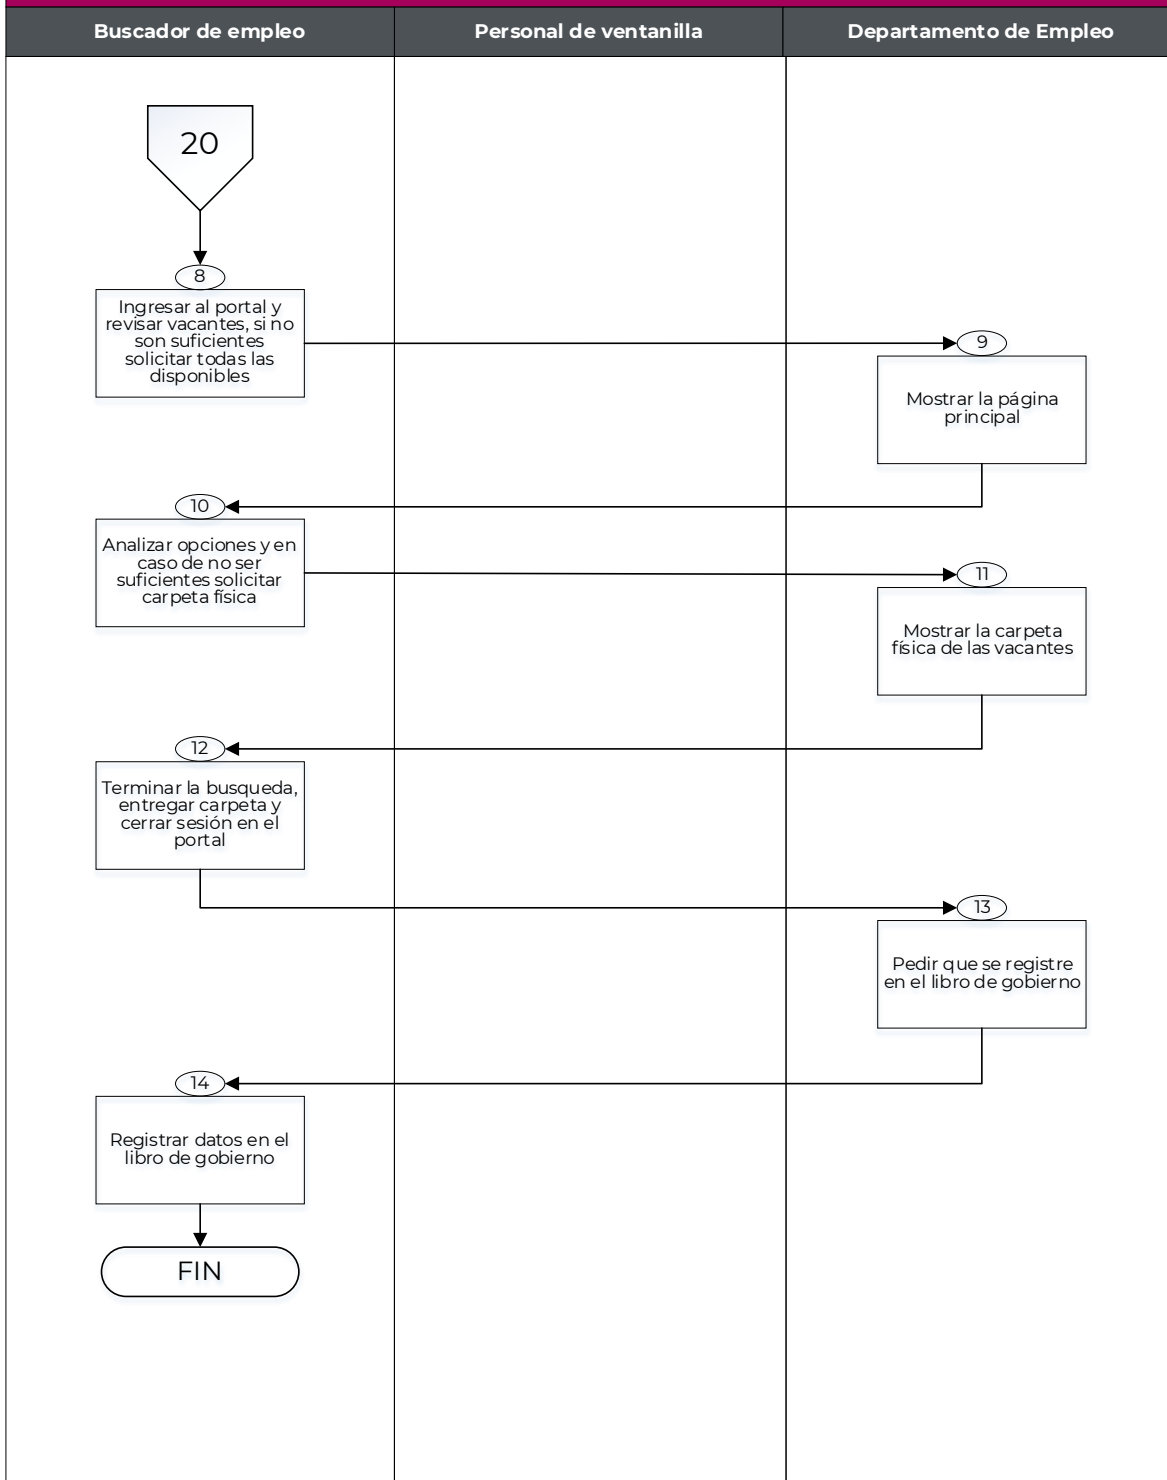 Buscador de empleo
Personal de ventanilla
Departamento de Empleo
20
8
Ingresar al portal y
revisar vacantes, si no
son suficientes
solicitar todas las
disponibles
9
Mostrar la página
principal
10
Analizar opciones y en
caso de no ser
suficientes solicitar
carpeta física
11
Mostrar la carpeta
física de las vacantes
12
Terminar la busqueda,
entregar carpeta y
cerrar sesión en el
portal
13
Pedir que se registre
en el libro de gobierno
14
Registrar datos en el
libro de gobierno
FIN